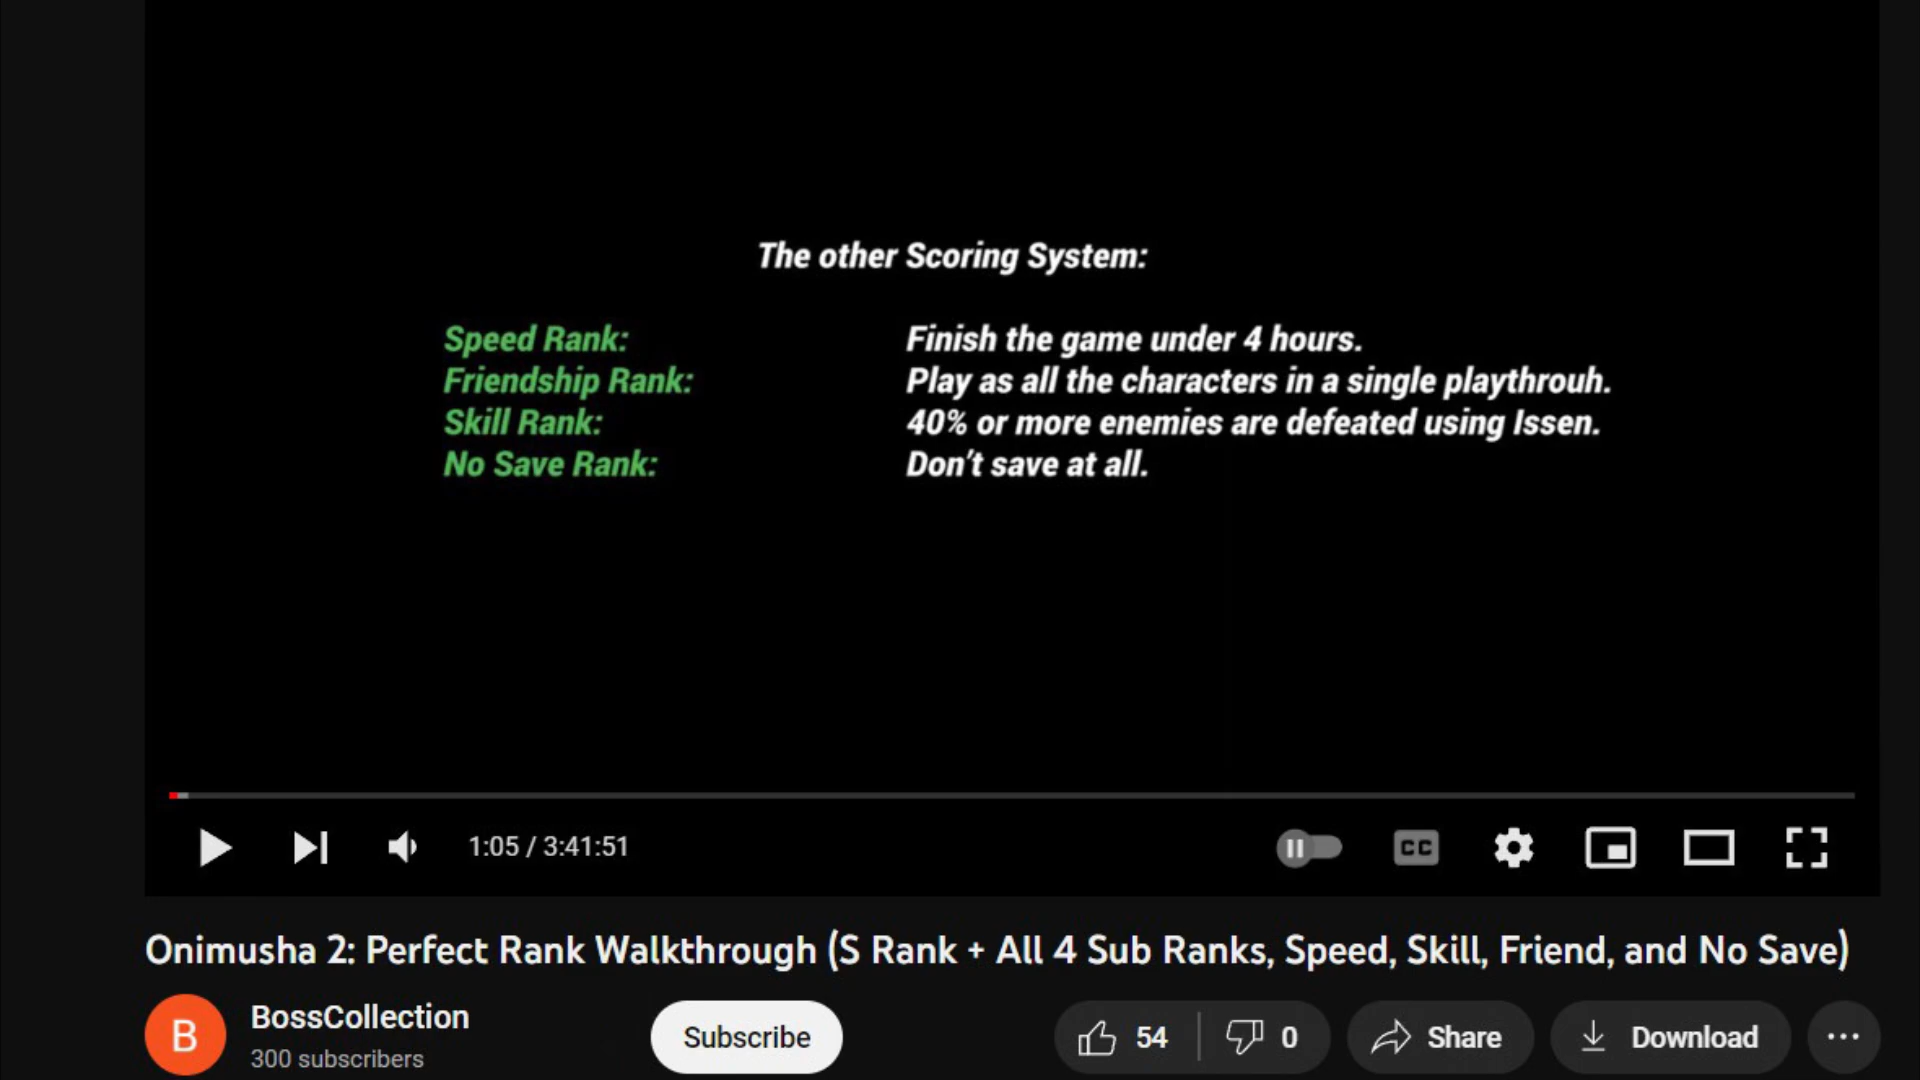 The other Scoring System:
Speed Rank: Finish the game under 4 hours.
Friendship Rank: Play as all the characters in a single playthrouh.
Skill Rank: 40% or more enemies are defeated using Issen.
No Save Rank: Don't save at all.
1:05 / 3:41:51
CC
Onimusha 2: Perfect Rank Walkthrough (S Rank + All 4 Sub Ranks, Speed, Skill, Friend, and No Save)
B
BossCollection
300 subscribers
Subscribe
54
0
Share
Download